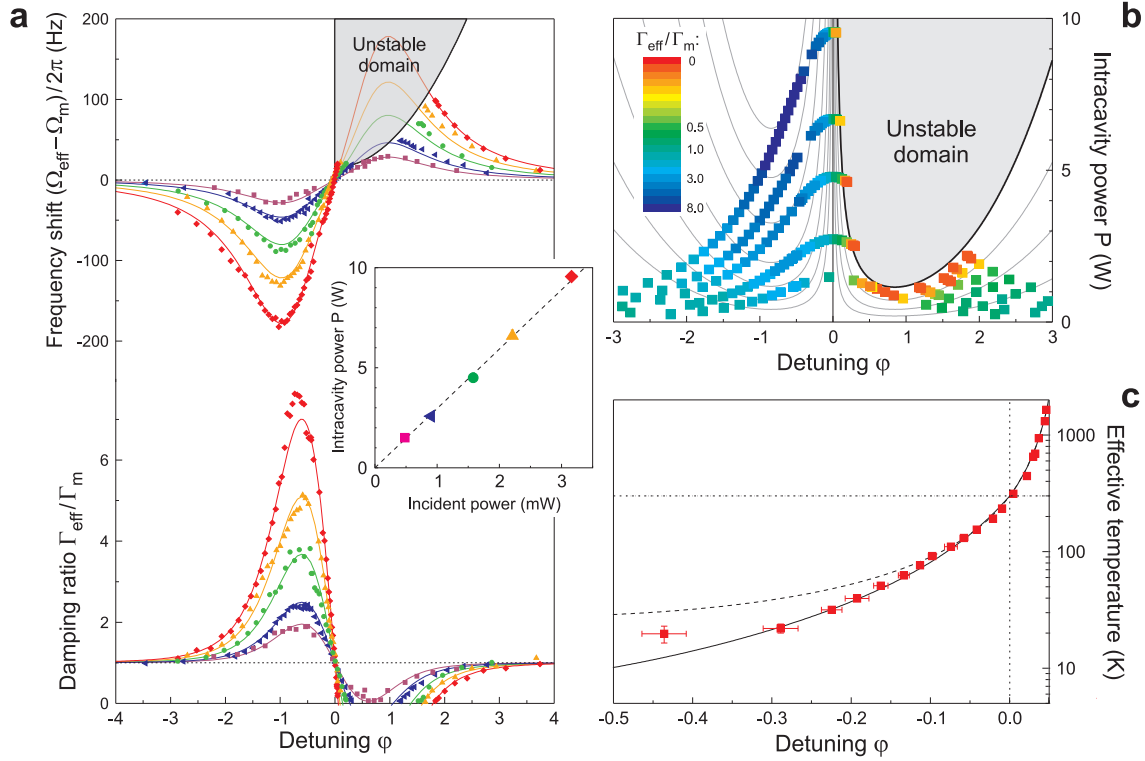 a
Frequency shift (Ω_eff−Ω_m)/2π (Hz)
200
100
0
-100
-200
Unstable
domain
Damping ratio Γ_eff/Γ_m
6
4
2
0
-4 -3 -2 -1 0 1 2 3 4
Detuning φ
Intracavity power P (W)
10
5
0
0 1 2 3
Incident power (mW)
b
Γ_eff/Γ_m:
0
0.5
1.0
3.0
8.0
Unstable
domain
10
5
0
Intracavity power P (W)
-3 -2 -1 0 1 2 3
Detuning φ
c
1000
100
10
Effective temperature (K)
-0.5 -0.4 -0.3 -0.2 -0.1 0.0
Detuning φ